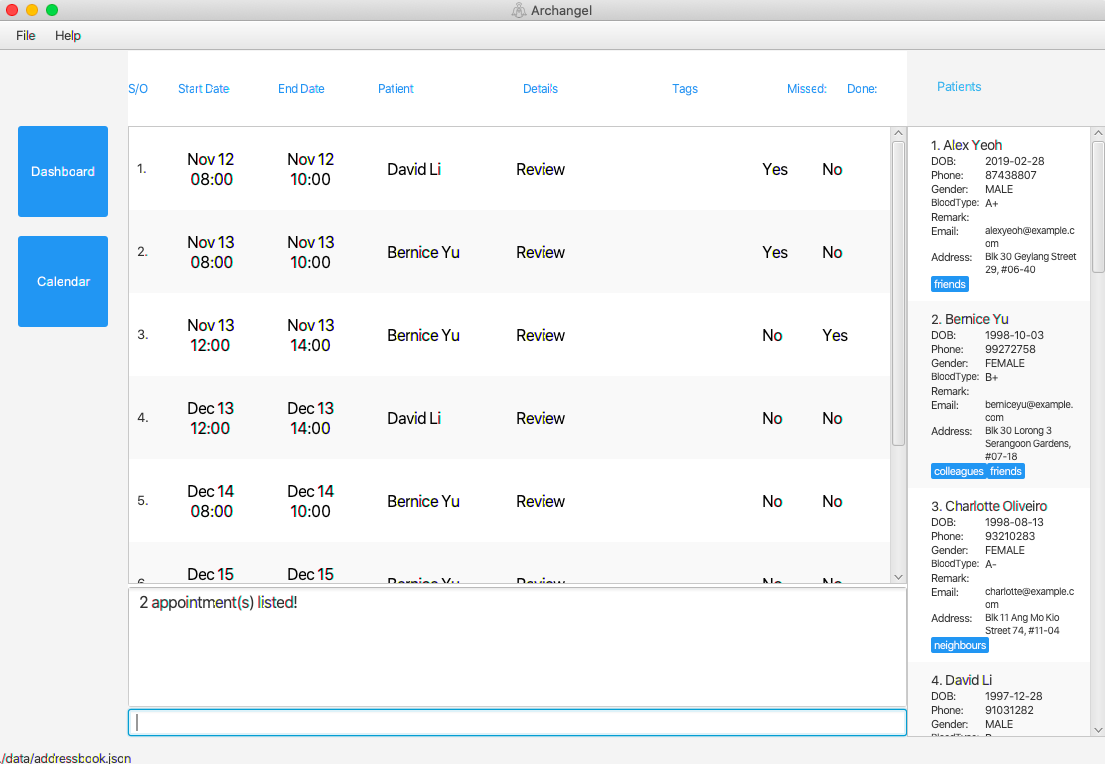 Archangel
File Help
S/O Start Date End Date Patient Details Tags Missed: Done:
Patients
Dashboard
Calendar
1. Nov 12 08:00 Nov 12 10:00 David Li Review Yes No
2. Nov 13 08:00 Nov 13 10:00 Bernice Yu Review Yes No
3. Nov 13 12:00 Nov 13 14:00 Bernice Yu Review No Yes
4. Dec 13 12:00 Dec 13 14:00 David Li Review No No
5. Dec 14 08:00 Dec 14 10:00 Bernice Yu Review No No
6. Dec 15 Dec 15 Bernice Yu Review No No
2 appointment(s) listed!
1. Alex Yeoh
DOB: 2019-02-28
Phone: 87438807
Gender: MALE
BloodType: A+
Remark:
Email: alexyeoh@example.c
om
Address: Blk 30 Geylang Street
29, #06-40
friends
2. Bernice Yu
DOB: 1998-10-03
Phone: 99272758
Gender: FEMALE
BloodType: B+
Remark:
Email: berniceyu@example.
com
Address: Blk 30 Lorong 3
Serangoon Gardens,
#07-18
colleagues friends
3. Charlotte Oliveiro
DOB: 1998-08-13
Phone: 93210283
Gender: FEMALE
BloodType: A-
Remark:
Email: charlotte@example.c
om
Address: Blk 11 Ang Mo Kio
Street 74, #11-04
neighbours
4. David Li
DOB: 1997-12-28
Phone: 91031282
Gender: MALE
BloodType:
./data/addressbook.json